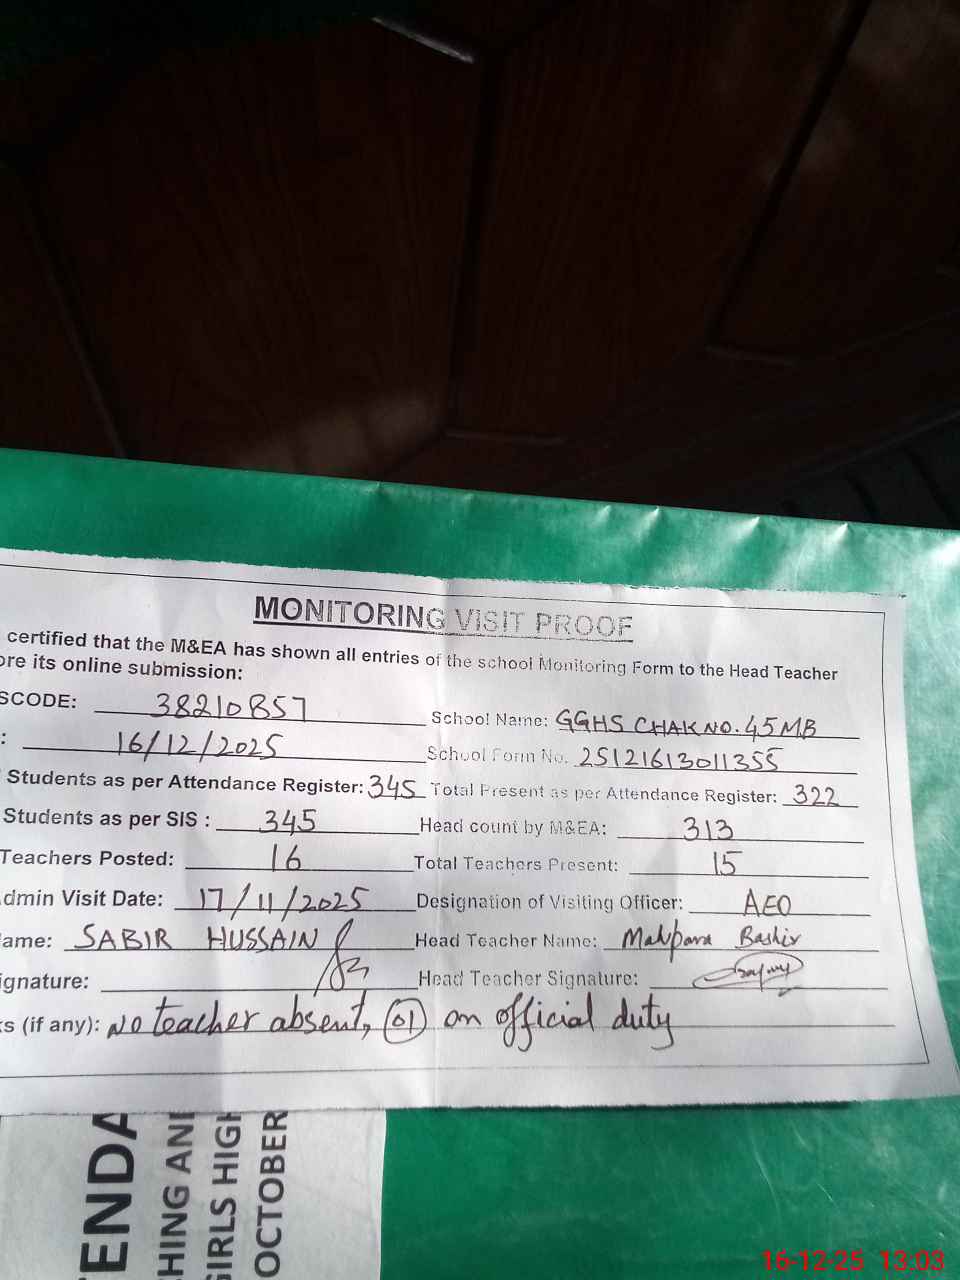 MONITORING VISIT PROOF
certified that the M&EA has shown all entries of the school Monitoring Form to the Head Teacher
ore its online submission:
SCODE: 38210857 School Name: GGHS CHAK NO. 45MB
: 16/12/2025 School Form No. 25121613011355
Students as per Attendance Register: 345 Total Present as per Attendance Register: 322
Students as per SIS : 345 Head count by M&EA: 313
Teachers Posted: 16 Total Teachers Present: 15
dmin Visit Date: 17/11/2025 Designation of Visiting Officer: AEO
ame: SABIR HUSSAIN Head Teacher Name: Mahpara Bashir
ignature: Head Teacher Signature:
s (if any): No teacher absent, 01 on official duty
ENDA
HING AN
GIRLS HIGH
OCTOBER
16-12-25 13:03